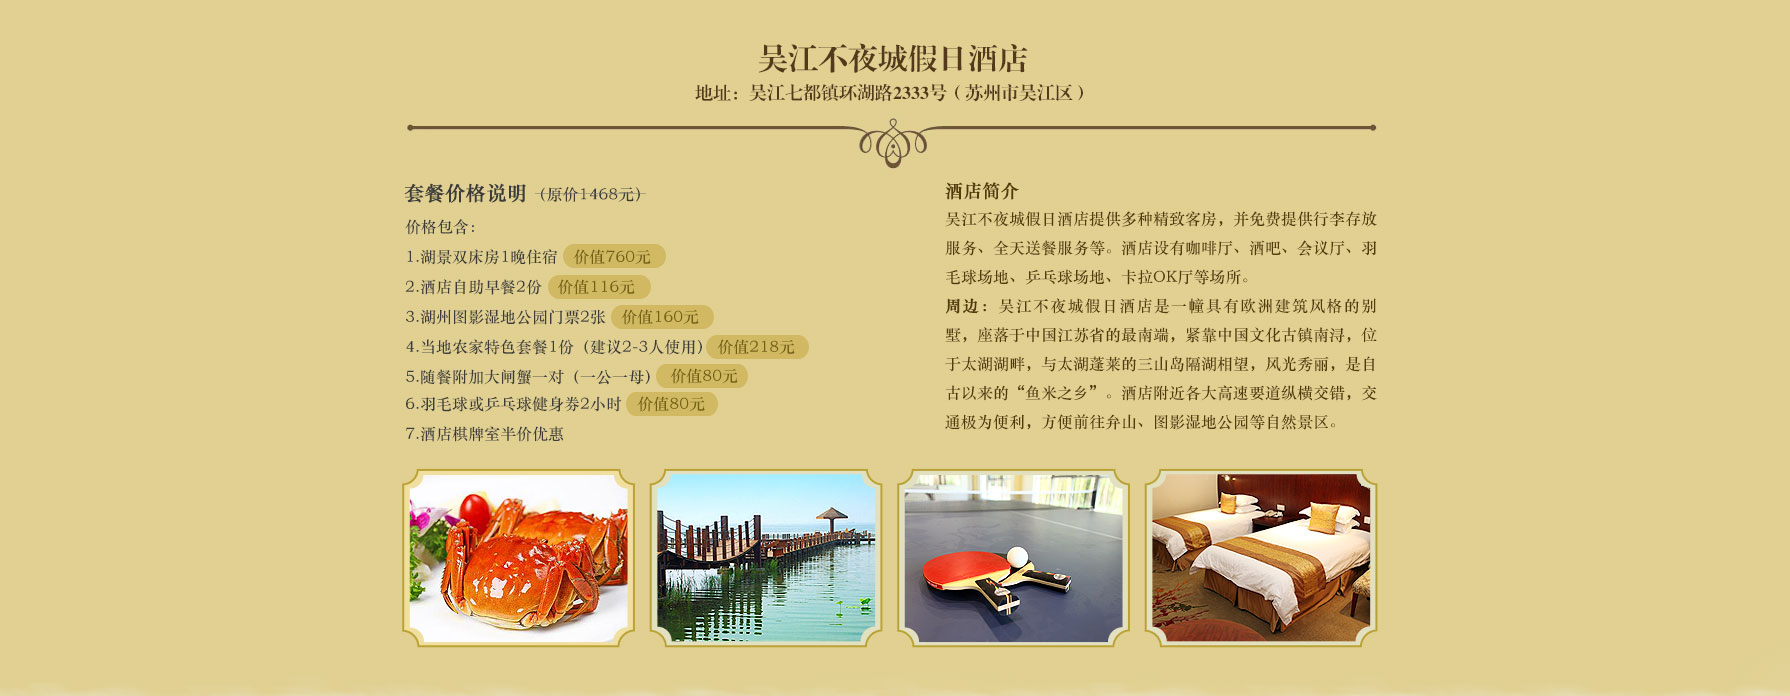 吴江不夜城假日酒店
地址：吴江七都镇环湖路2333号（苏州市吴江区）
套餐价格说明（原价1468元）
价格包含：
1.湖景双床房1晚住宿 价值760元
2.酒店自助早餐2份 价值116元
3.湖州图影湿地公园门票2张 价值160元
4.当地农家特色套餐1份（建议2-3人使用）价值218元
5.随餐附加大闸蟹一对（一公一母）价值80元
6.羽毛球或乒乓球健身券2小时 价值80元
7.酒店棋牌室半价优惠
酒店简介
吴江不夜城假日酒店提供多种精致客房，并免费提供行李存放
服务、全天送餐服务等。酒店设有咖啡厅、酒吧、会议厅、羽
毛球场地、乒乓球场地、卡拉OK厅等场所。
周边：吴江不夜城假日酒店是一幢具有欧洲建筑风格的别
墅，座落于中国江苏省的最南端，紧靠中国文化古镇南浔，位
于太湖湖畔，与太湖蓬莱的三山岛隔湖相望，风光秀丽，是自
古以来的“鱼米之乡”。酒店附近各大高速要道纵横交错，交
通极为便利，方便前往弁山、图影湿地公园等自然景区。